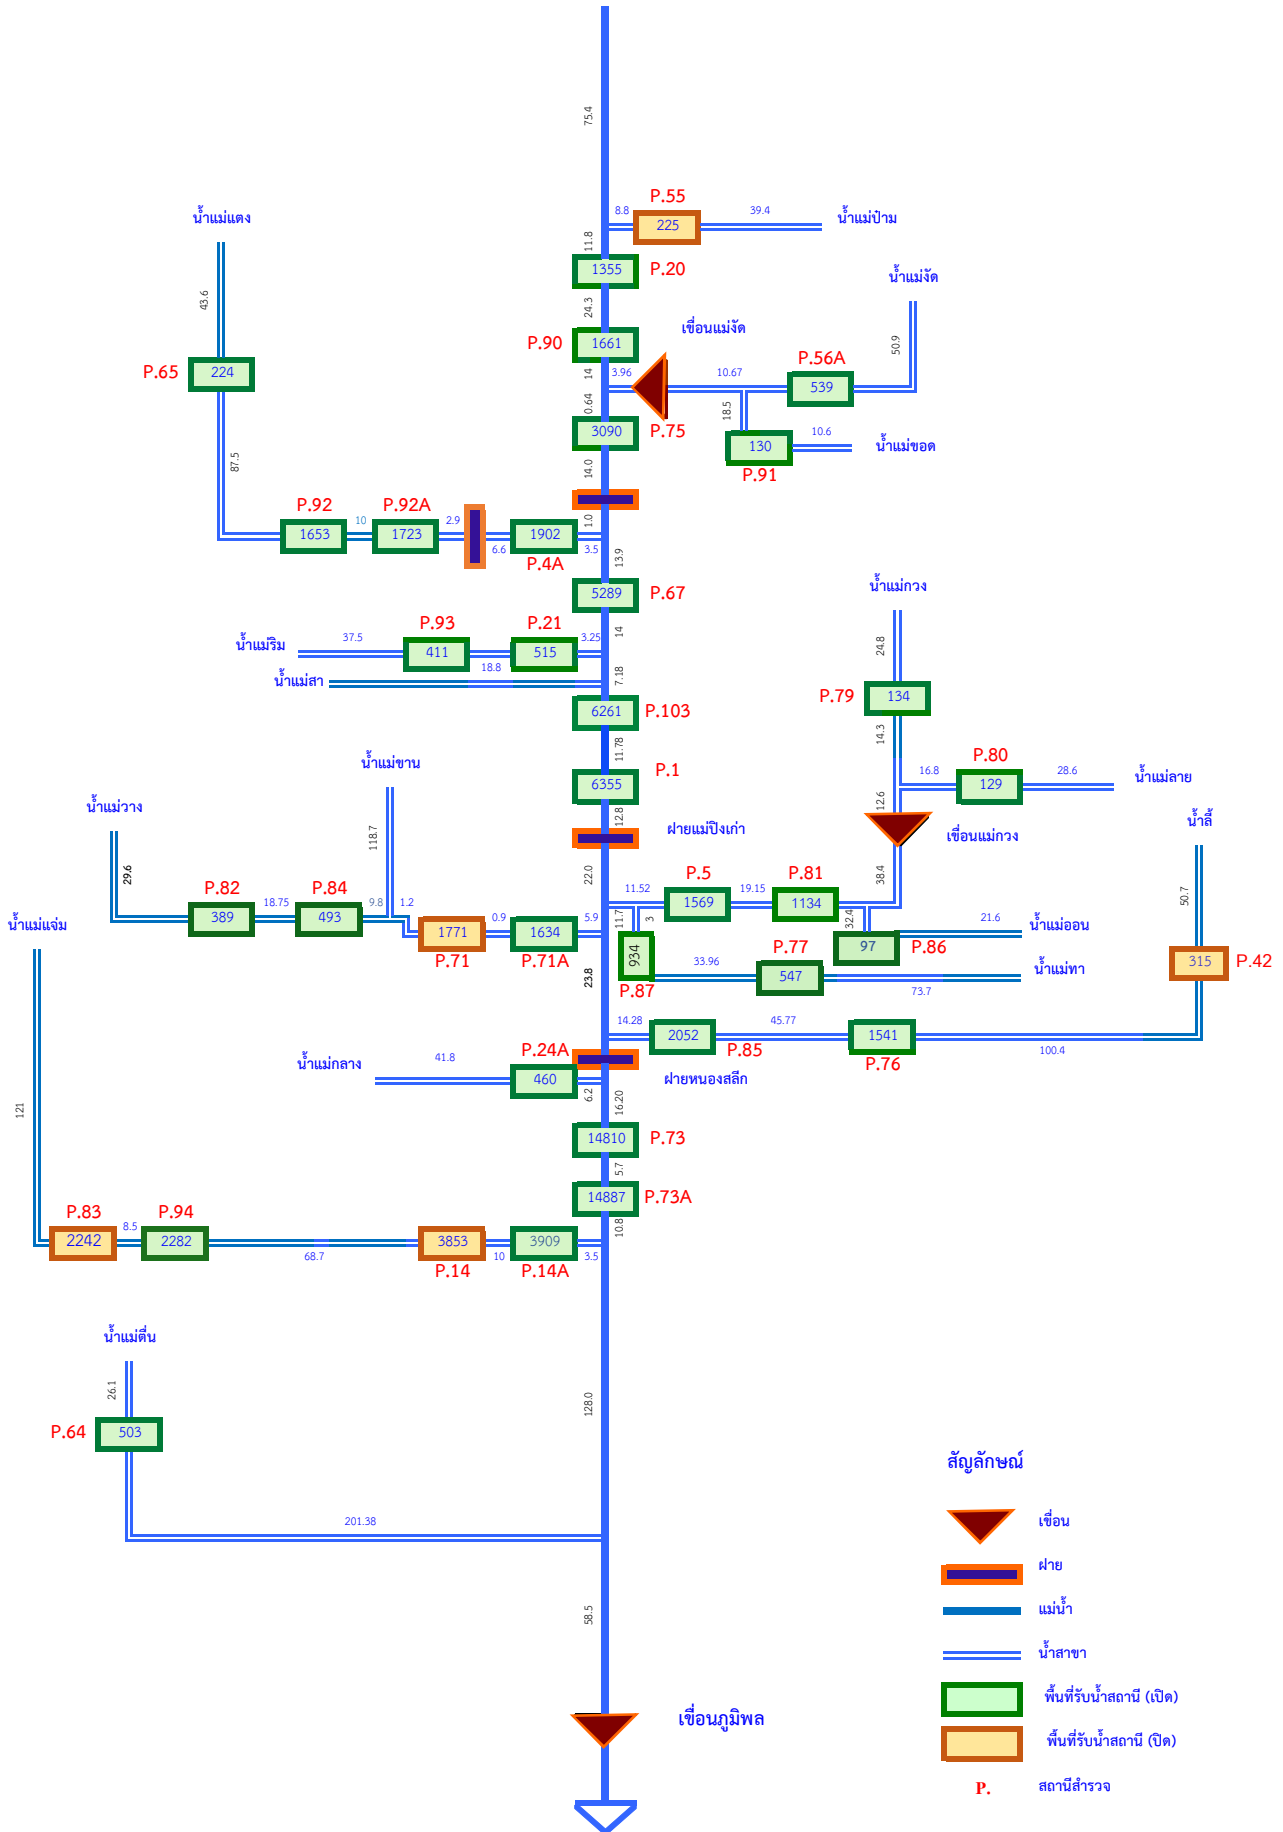 75.4
P.55
8.8
225
39.4
น้ำแม่ป๋าม
น้ำแม่แตง
11.8
1355
P.20
น้ำแม่งัด
43.6
24.3
เขื่อนแม่งัด
P.90
1661
50.9
P.65
224
14
3.96
10.67
P.56A
539
0.64
18.5
3090
P.75
130
10.6
น้ำแม่ขอด
P.91
87.5
14.0
P.92
10
P.92A
2.9
1653
1723
6.6
1902
3.5
1.0
P.4A
13.9
5289
P.67
น้ำแม่กวง
37.5
P.93
P.21
3.25
14
น้ำแม่ริม
411
515
24.8
18.8
น้ำแม่สา
7.18
P.79
134
6261
P.103
14.3
11.78
น้ำแม่ขาน
P.1
P.80
6355
16.8
129
28.6
น้ำแม่ลาย
12.6
น้ำแม่วาง
12.8
ฝายแม่ปิงเก่า
เขื่อนแม่กวง
น้ำลี้
118.7
29.6
22.0
38.4
P.82
18.75
P.84
9.8
1.2
11.52
P.5
19.15
P.81
50.7
389
493
0.9
5.9
11.7
3
1569
1134
32.4
21.6
น้ำแม่แจ่ม
1771
1634
น้ำแม่ออน
P.71
P.71A
934
33.96
P.77
97
P.86
547
น้ำแม่ทา
315
P.42
23.8
P.87
73.7
14.28
2052
45.77
1541
P.24A
P.85
P.76
100.4
น้ำแม่กลาง
41.8
460
ฝายหนองสลีก
6.2
16.20
121
14810
P.73
5.7
14887
P.73A
P.83
8.5
P.94
10.8
2242
2282
68.7
3853
10
3909
3.5
P.14
P.14A
น้ำแม่ตื่น
26.1
128.0
P.64
503
201.38
58.5
เขื่อนภูมิพล
สัญลักษณ์
เขื่อน
ฝาย
แม่น้ำ
น้ำสาขา
พื้นที่รับน้ำสถานี (เปิด)
พื้นที่รับน้ำสถานี (ปิด)
P.
สถานีสำรวจ